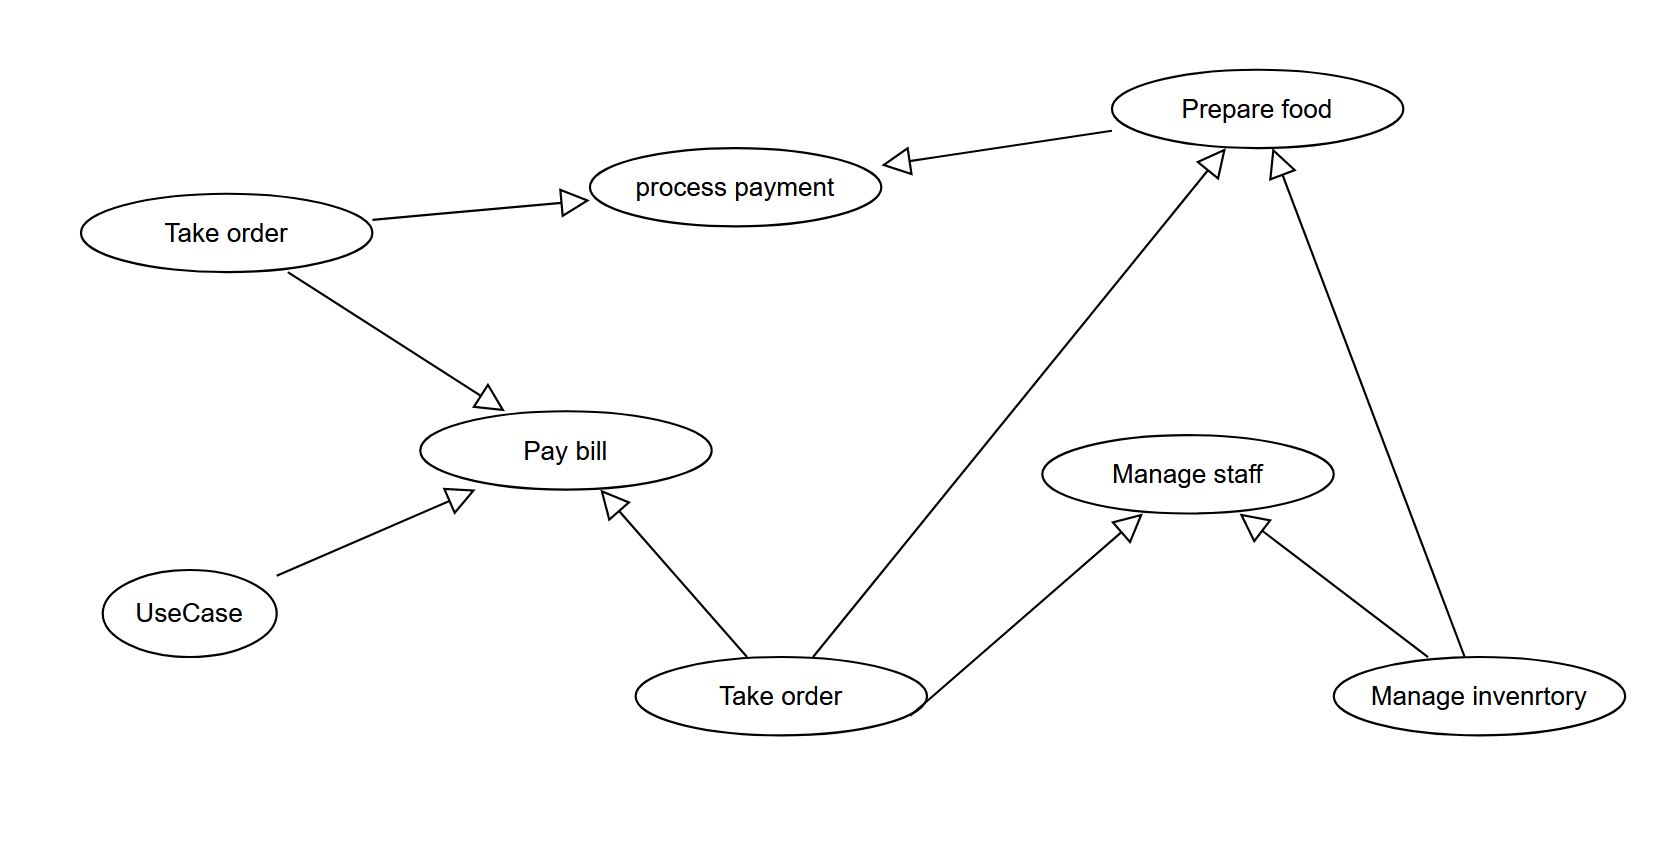 Prepare food
process payment
Take order
Pay bill
Manage staff
UseCase
Take order
Manage invenrtory